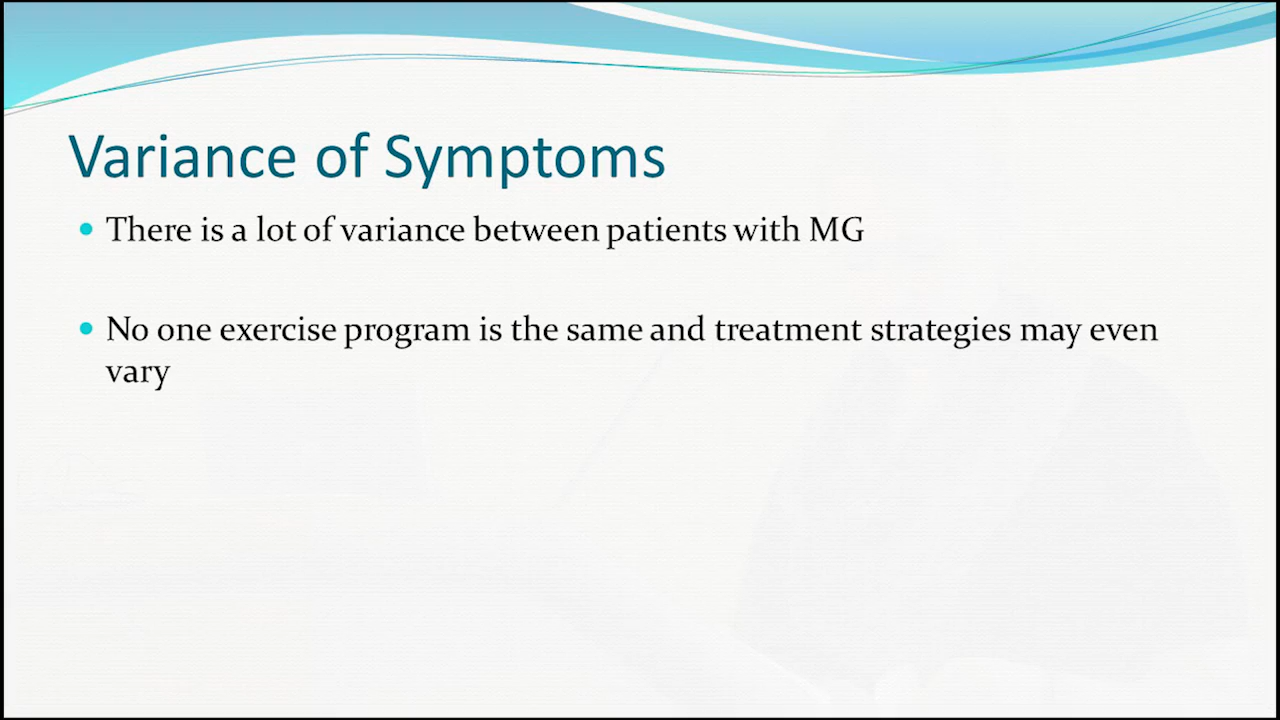 Variance of Symptoms
There is a lot of variance between patients with MG
No one exercise program is the same and treatment strategies may even
vary